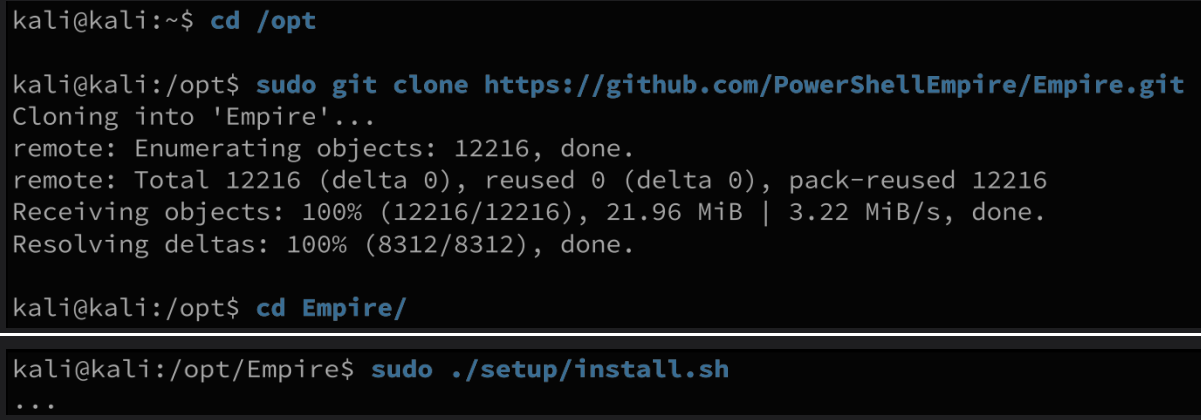 kali@kali:~$ cd /opt
kali@kali:/opt$ sudo git clone https://github.com/PowerShellEmpire/Empire.git
Cloning into 'Empire'...
remote: Enumerating objects: 12216, done.
remote: Total 12216 (delta 0), reused 0 (delta 0), pack-reused 12216
Receiving objects: 100% (12216/12216), 21.96 MiB | 3.22 MiB/s, done.
Resolving deltas: 100% (8312/8312), done.
kali@kali:/opt$ cd Empire/
kali@kali:/opt/Empire$ sudo ./setup/install.sh
...